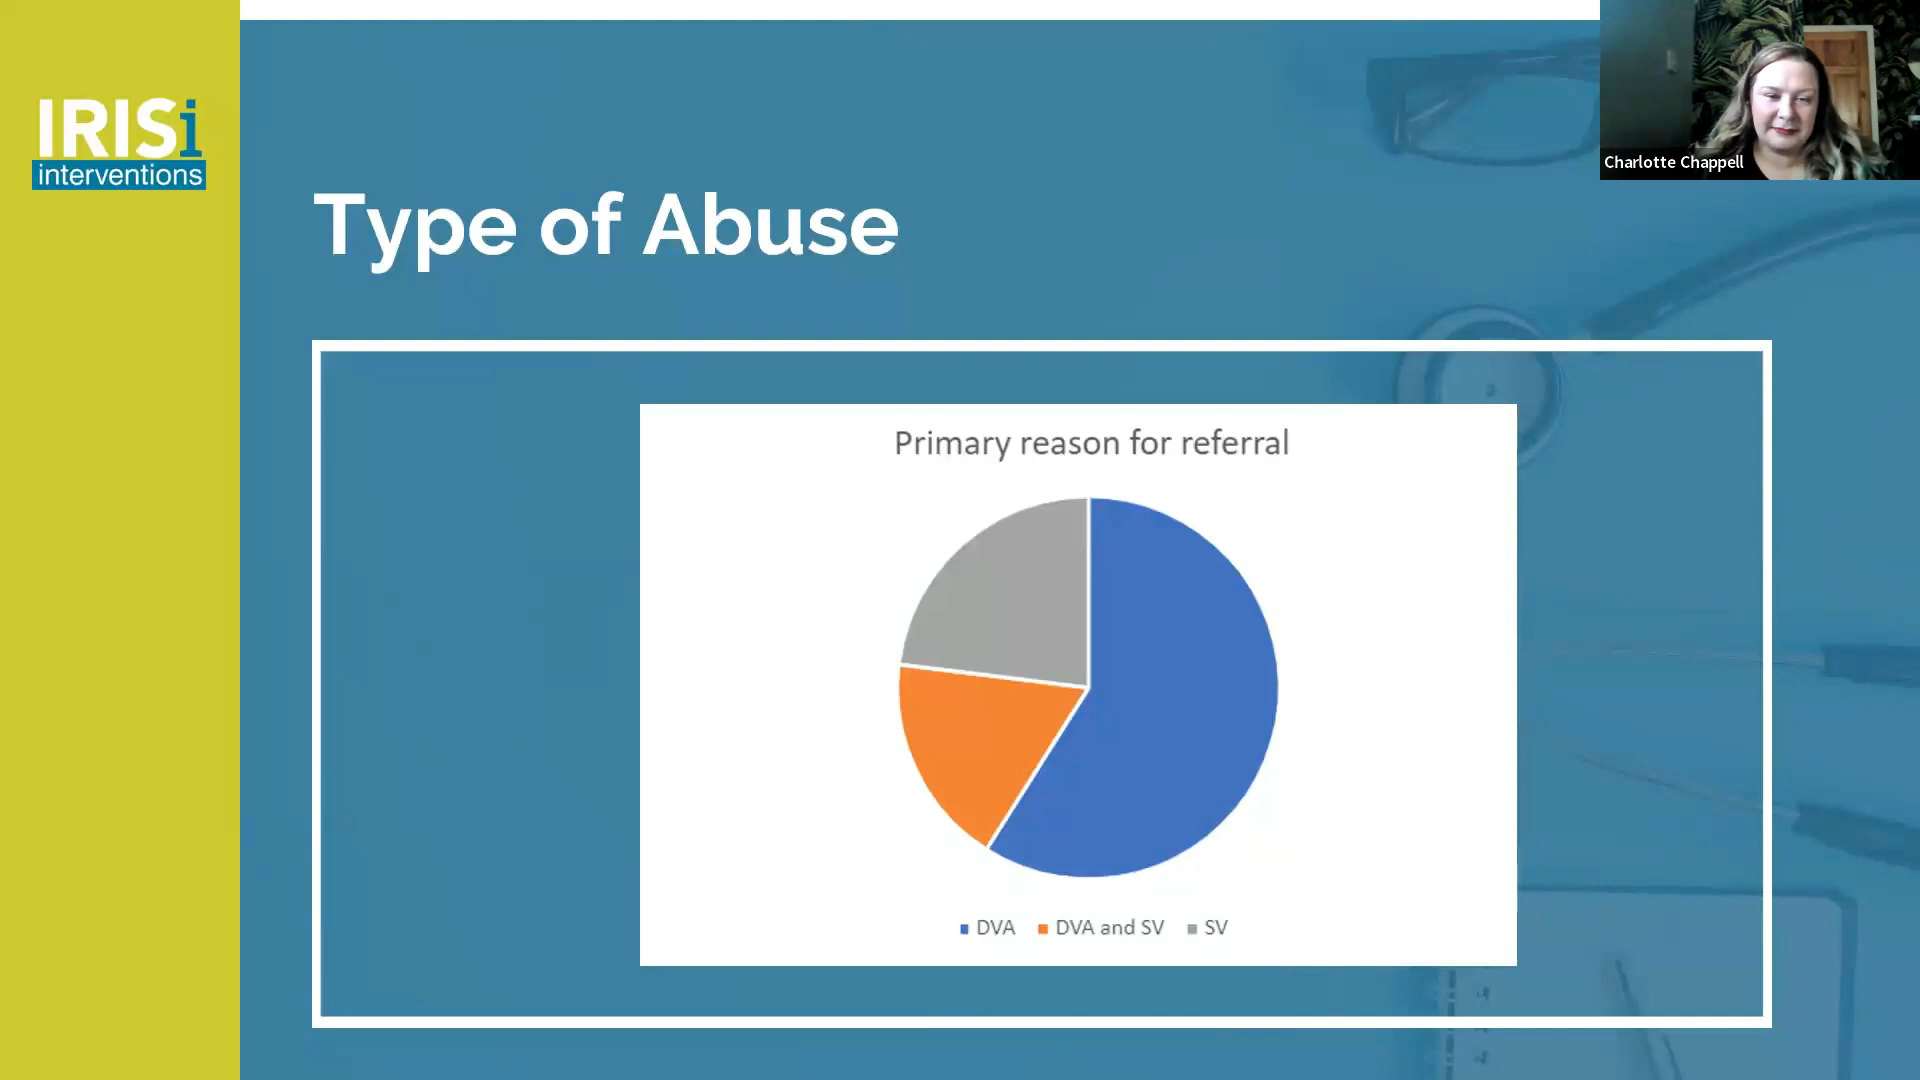 IRISi
interventions
Charlotte Chappell
Type of Abuse
Primary reason for referral
DVA
DVA and SV
SV